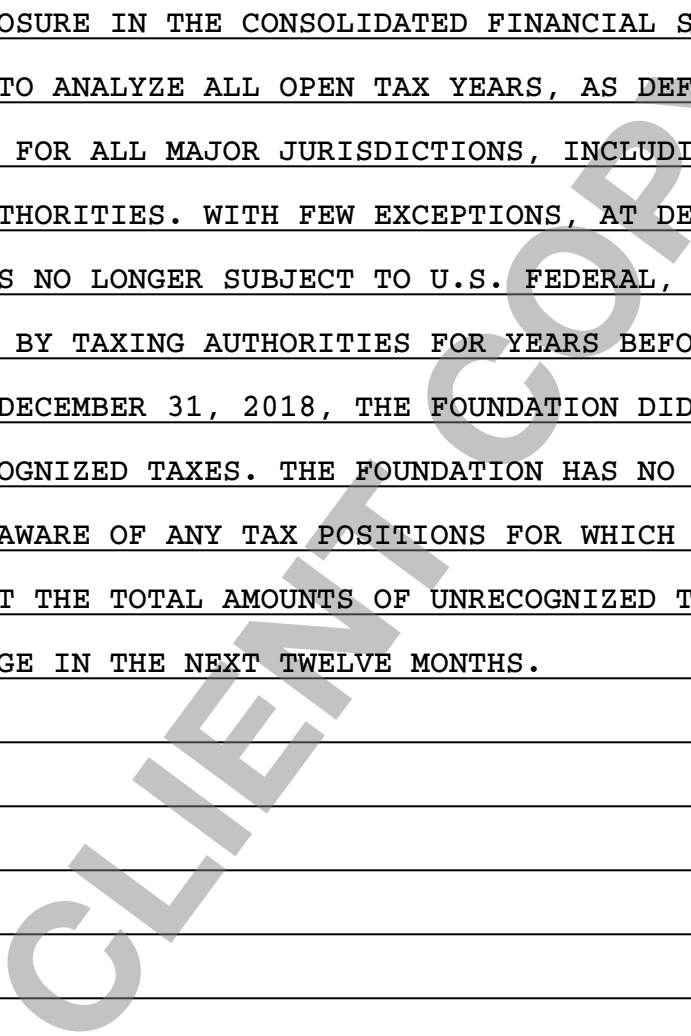 OSURE IN THE CONSOLIDATED FINANCIAL S
TO ANALYZE ALL OPEN TAX YEARS, AS DEF
FOR ALL MAJOR JURISDICTIONS, INCLUDI
THORITIES. WITH FEW EXCEPTIONS, AT DE
S NO LONGER SUBJECT TO U.S. FEDERAL,
BY TAXING AUTHORITIES FOR YEARS BEFO
DECEMBER 31, 2018, THE FOUNDATION DID
OGNIZED TAXES. THE FOUNDATION HAS NO
AWARE OF ANY TAX POSITIONS FOR WHICH
T THE TOTAL AMOUNTS OF UNRECOGNIZED T
GE IN THE NEXT TWELVE MONTHS.
CLIENT COPY